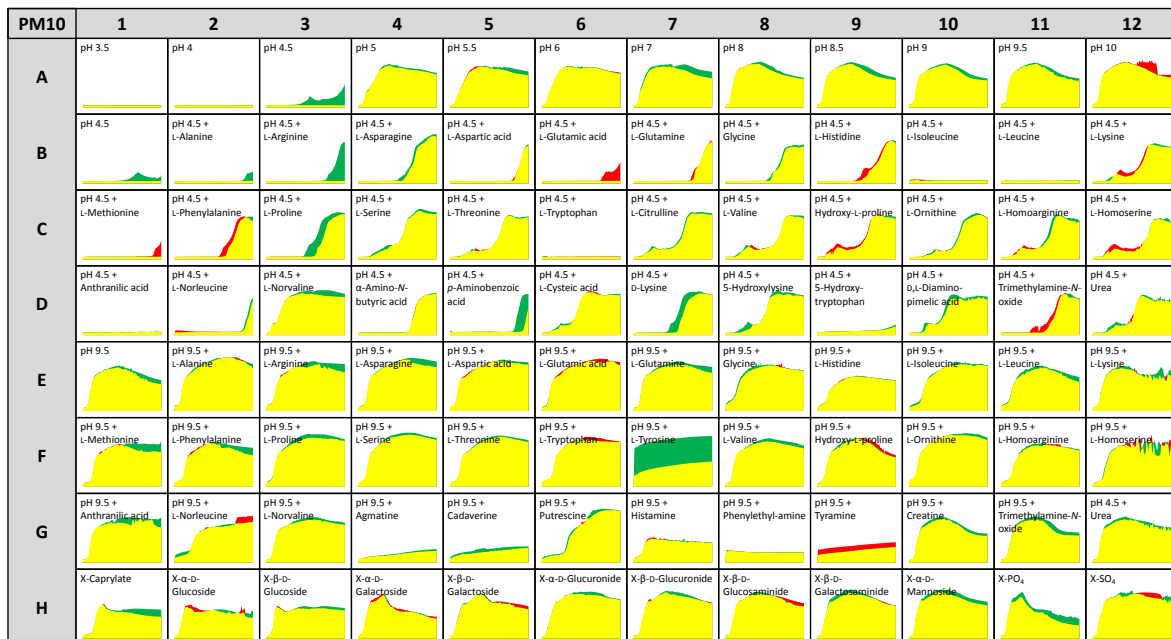 PM10 1 2 3 4 5 6 7 8 9 10 11 12
A
pH 3.5
pH 4
pH 4.5
pH 5
pH 5.5
pH 6
pH 7
pH 8
pH 8.5
pH 9
pH 9.5
pH 10
B
pH 4.5
pH 4.5 +
L-Alanine
pH 4.5 +
L-Arginine
pH 4.5 +
L-Asparagine
pH 4.5 +
L-Aspartic acid
pH 4.5 +
L-Glutamic acid
pH 4.5 +
L-Glutamine
pH 4.5 +
Glycine
pH 4.5 +
L-Histidine
pH 4.5 +
L-Isoleucine
pH 4.5 +
L-Leucine
pH 4.5 +
L-Lysine
C
pH 4.5 +
L-Methionine
pH 4.5 +
L-Phenylalanine
pH 4.5 +
L-Proline
pH 4.5 +
L-Serine
pH 4.5 +
L-Threonine
pH 4.5 +
L-Tryptophan
pH 4.5 +
L-Citrulline
pH 4.5 +
L-Valine
pH 4.5 +
Hydroxy-L-proline
pH 4.5 +
L-Ornithine
pH 4.5 +
L-Homoarginine
pH 4.5 +
L-Homoserine
D
pH 4.5 +
Anthranilic acid
pH 4.5 +
L-Norleucine
pH 4.5 +
L-Norvaline
pH 4.5 +
α-Amino-N-
butyric acid
pH 4.5 +
p-Aminobenzoic
acid
pH 4.5 +
L-Cysteic acid
pH 4.5 +
D-Lysine
pH 4.5 +
5-Hydroxylysine
pH 4.5 +
5-Hydroxy-
tryptophan
pH 4.5 +
D,L-Diamino-
pimelic acid
pH 4.5 +
Trimethylamine-N-
oxide
pH 4.5 +
Urea
E
pH 9.5
pH 9.5 +
L-Alanine
pH 9.5 +
L-Arginine
pH 9.5 +
L-Asparagine
pH 9.5 +
L-Aspartic acid
pH 9.5 +
L-Glutamic acid
pH 9.5 +
L-Glutamine
pH 9.5 +
Glycine
pH 9.5 +
L-Histidine
pH 9.5 +
L-Isoleucine
pH 9.5 +
L-Leucine
pH 9.5 +
L-Lysine
F
pH 9.5 +
L-Methionine
pH 9.5 +
L-Phenylalanine
pH 9.5 +
L-Proline
pH 9.5 +
L-Serine
pH 9.5 +
L-Threonine
pH 9.5 +
L-Tryptophan
pH 9.5 +
L-Tyrosine
pH 9.5 +
L-Valine
pH 9.5 +
Hydroxy-L-proline
pH 9.5 +
L-Ornithine
pH 9.5 +
L-Homoarginine
pH 9.5 +
L-Homoserine
G
pH 9.5 +
Anthranilic acid
pH 9.5 +
L-Norleucine
pH 9.5 +
L-Norvaline
pH 9.5 +
Agmatine
pH 9.5 +
Cadaverine
pH 9.5 +
Putrescine
pH 9.5 +
Histamine
pH 9.5 +
Phenylethyl-amine
pH 9.5 +
Tyramine
pH 9.5 +
Creatine
pH 9.5 +
Trimethylamine-N-
oxide
pH 4.5 +
Urea
H
X-Caprylate
X-α-D-
Glucoside
X-β-D-
Glucoside
X-α-D-
Galactoside
X-β-D-
Galactoside
X-α-D-Glucuronide
X-β-D-Glucuronide
X-β-D-
Glucosaminide
X-β-D-
Galactosaminide
X-α-D-
Mannoside
X-PO₄
X-SO₄